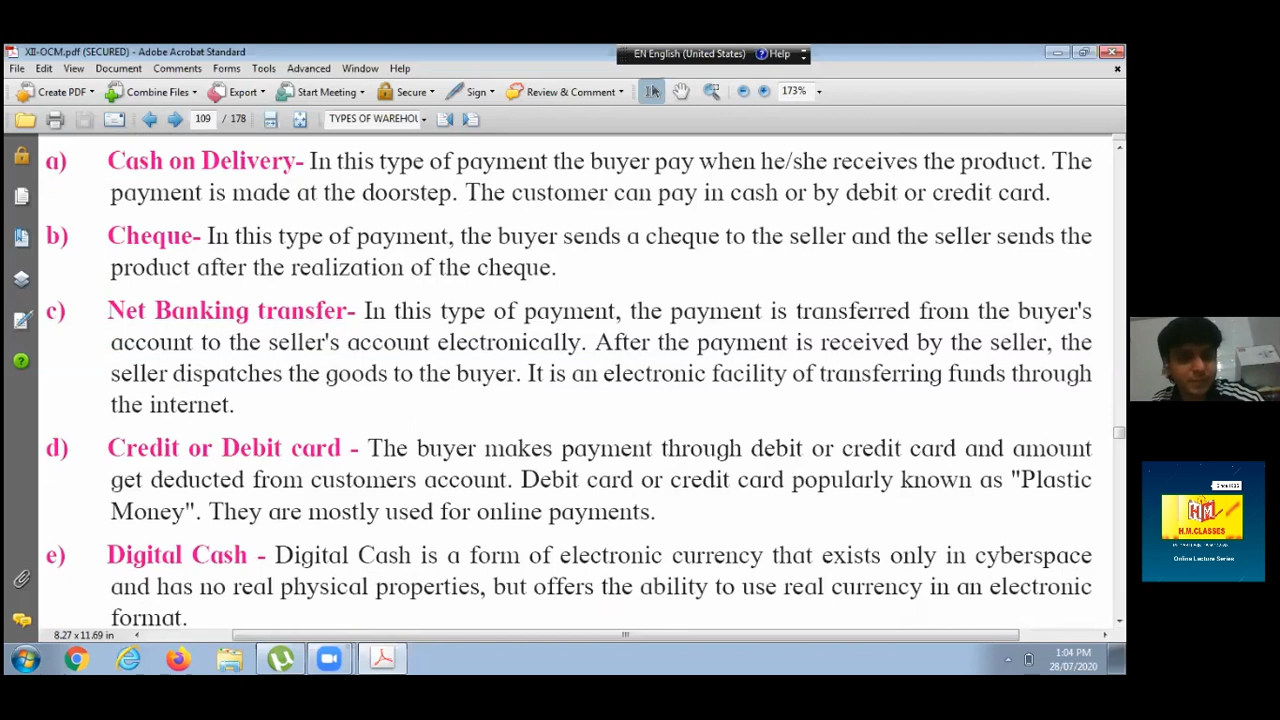 XII-OCM.pdf (SECURED) - Adobe Acrobat Standard
EN English (United States) ? Help
File Edit View Document Comments Forms Tools Advanced Window Help
Create PDF Combine Files Export Start Meeting Secure Sign Review & Comment 173%
109 / 178 TYPES OF WAREHOU
a) Cash on Delivery- In this type of payment the buyer pay when he/she receives the product. The
payment is made at the doorstep. The customer can pay in cash or by debit or credit card.
b) Cheque- In this type of payment, the buyer sends a cheque to the seller and the seller sends the
product after the realization of the cheque.
c) Net Banking transfer- In this type of payment, the payment is transferred from the buyer's
account to the seller's account electronically. After the payment is received by the seller, the
seller dispatches the goods to the buyer. It is an electronic facility of transferring funds through
the internet.
d) Credit or Debit card - The buyer makes payment through debit or credit card and amount
get deducted from customers account. Debit card or credit card popularly known as "Plastic
Money". They are mostly used for online payments.
e) Digital Cash - Digital Cash is a form of electronic currency that exists only in cyberspace
and has no real physical properties, but offers the ability to use real currency in an electronic
format.
8.27 x 11.69 in
1:04 PM
28/07/2020
HM
H.M.CLASSES
Online Lecture Series